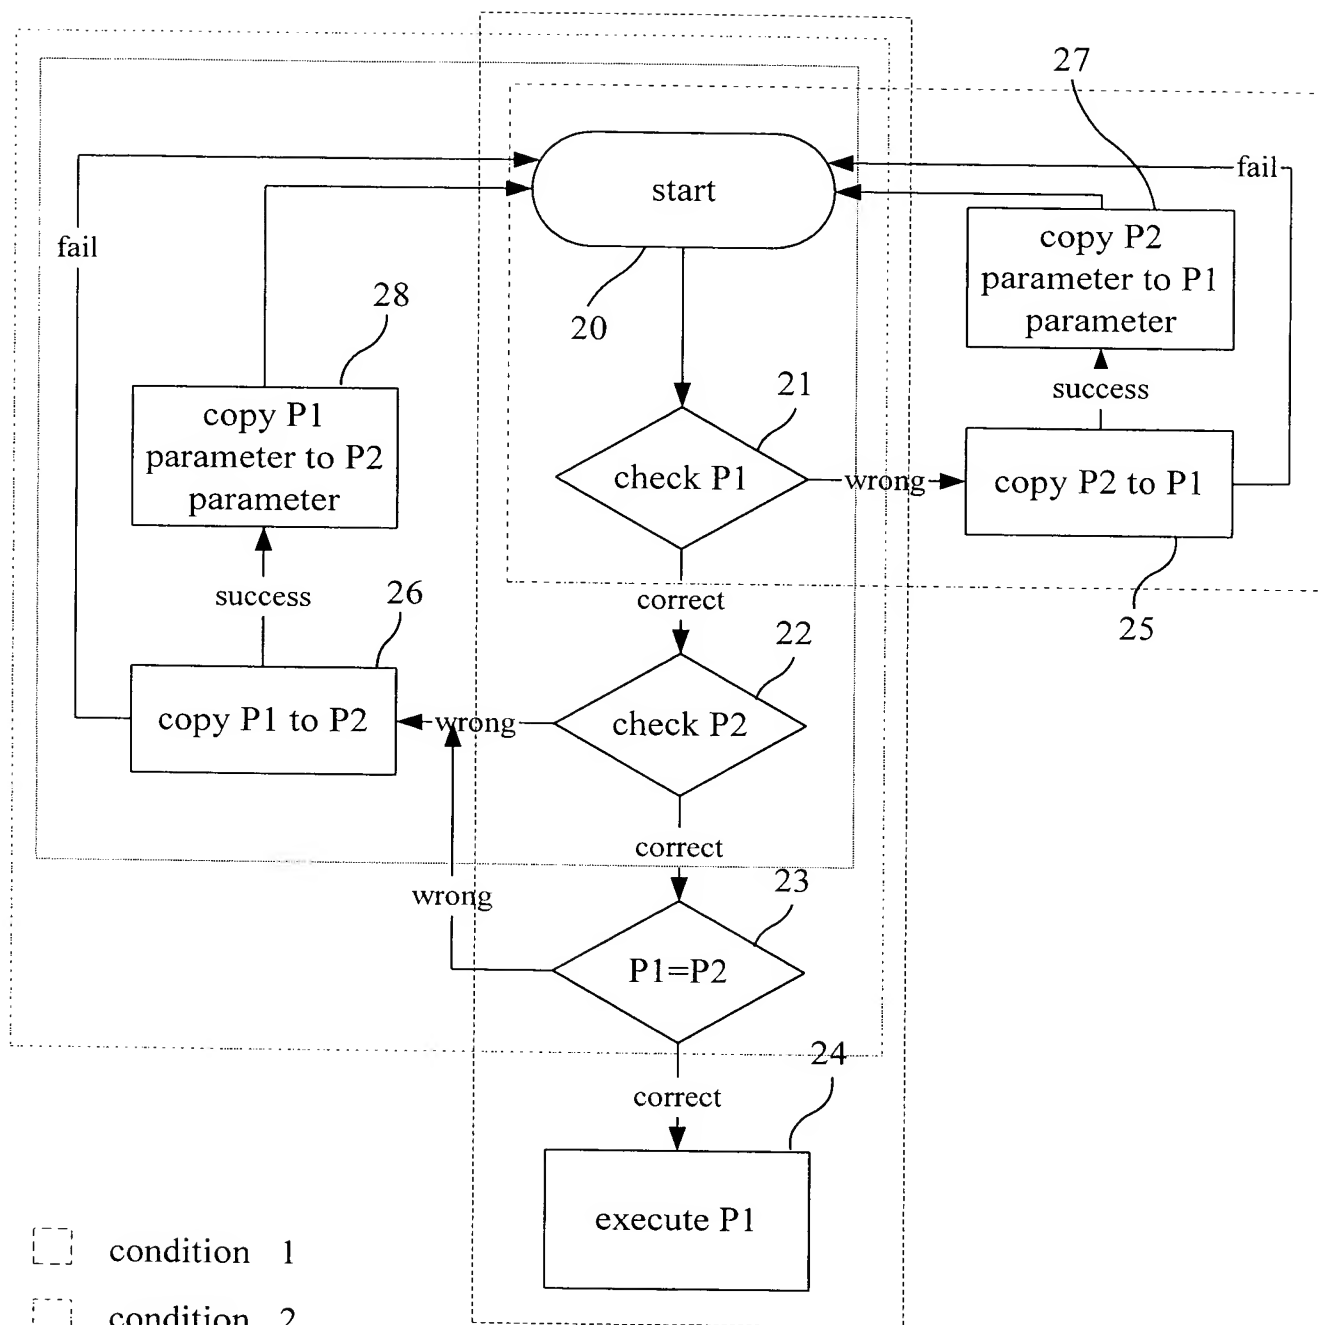 27
fail
start
copy P2
parameter to P1
parameter
fail
28
20
success
21
copy P1
parameter to P2
parameter
check P1
wrong
copy P2 to P1
success
26
correct
25
22
copy P1 to P2
wrong
check P2
correct
wrong
23
P1=P2
24
correct
execute P1
condition 1
condition 2